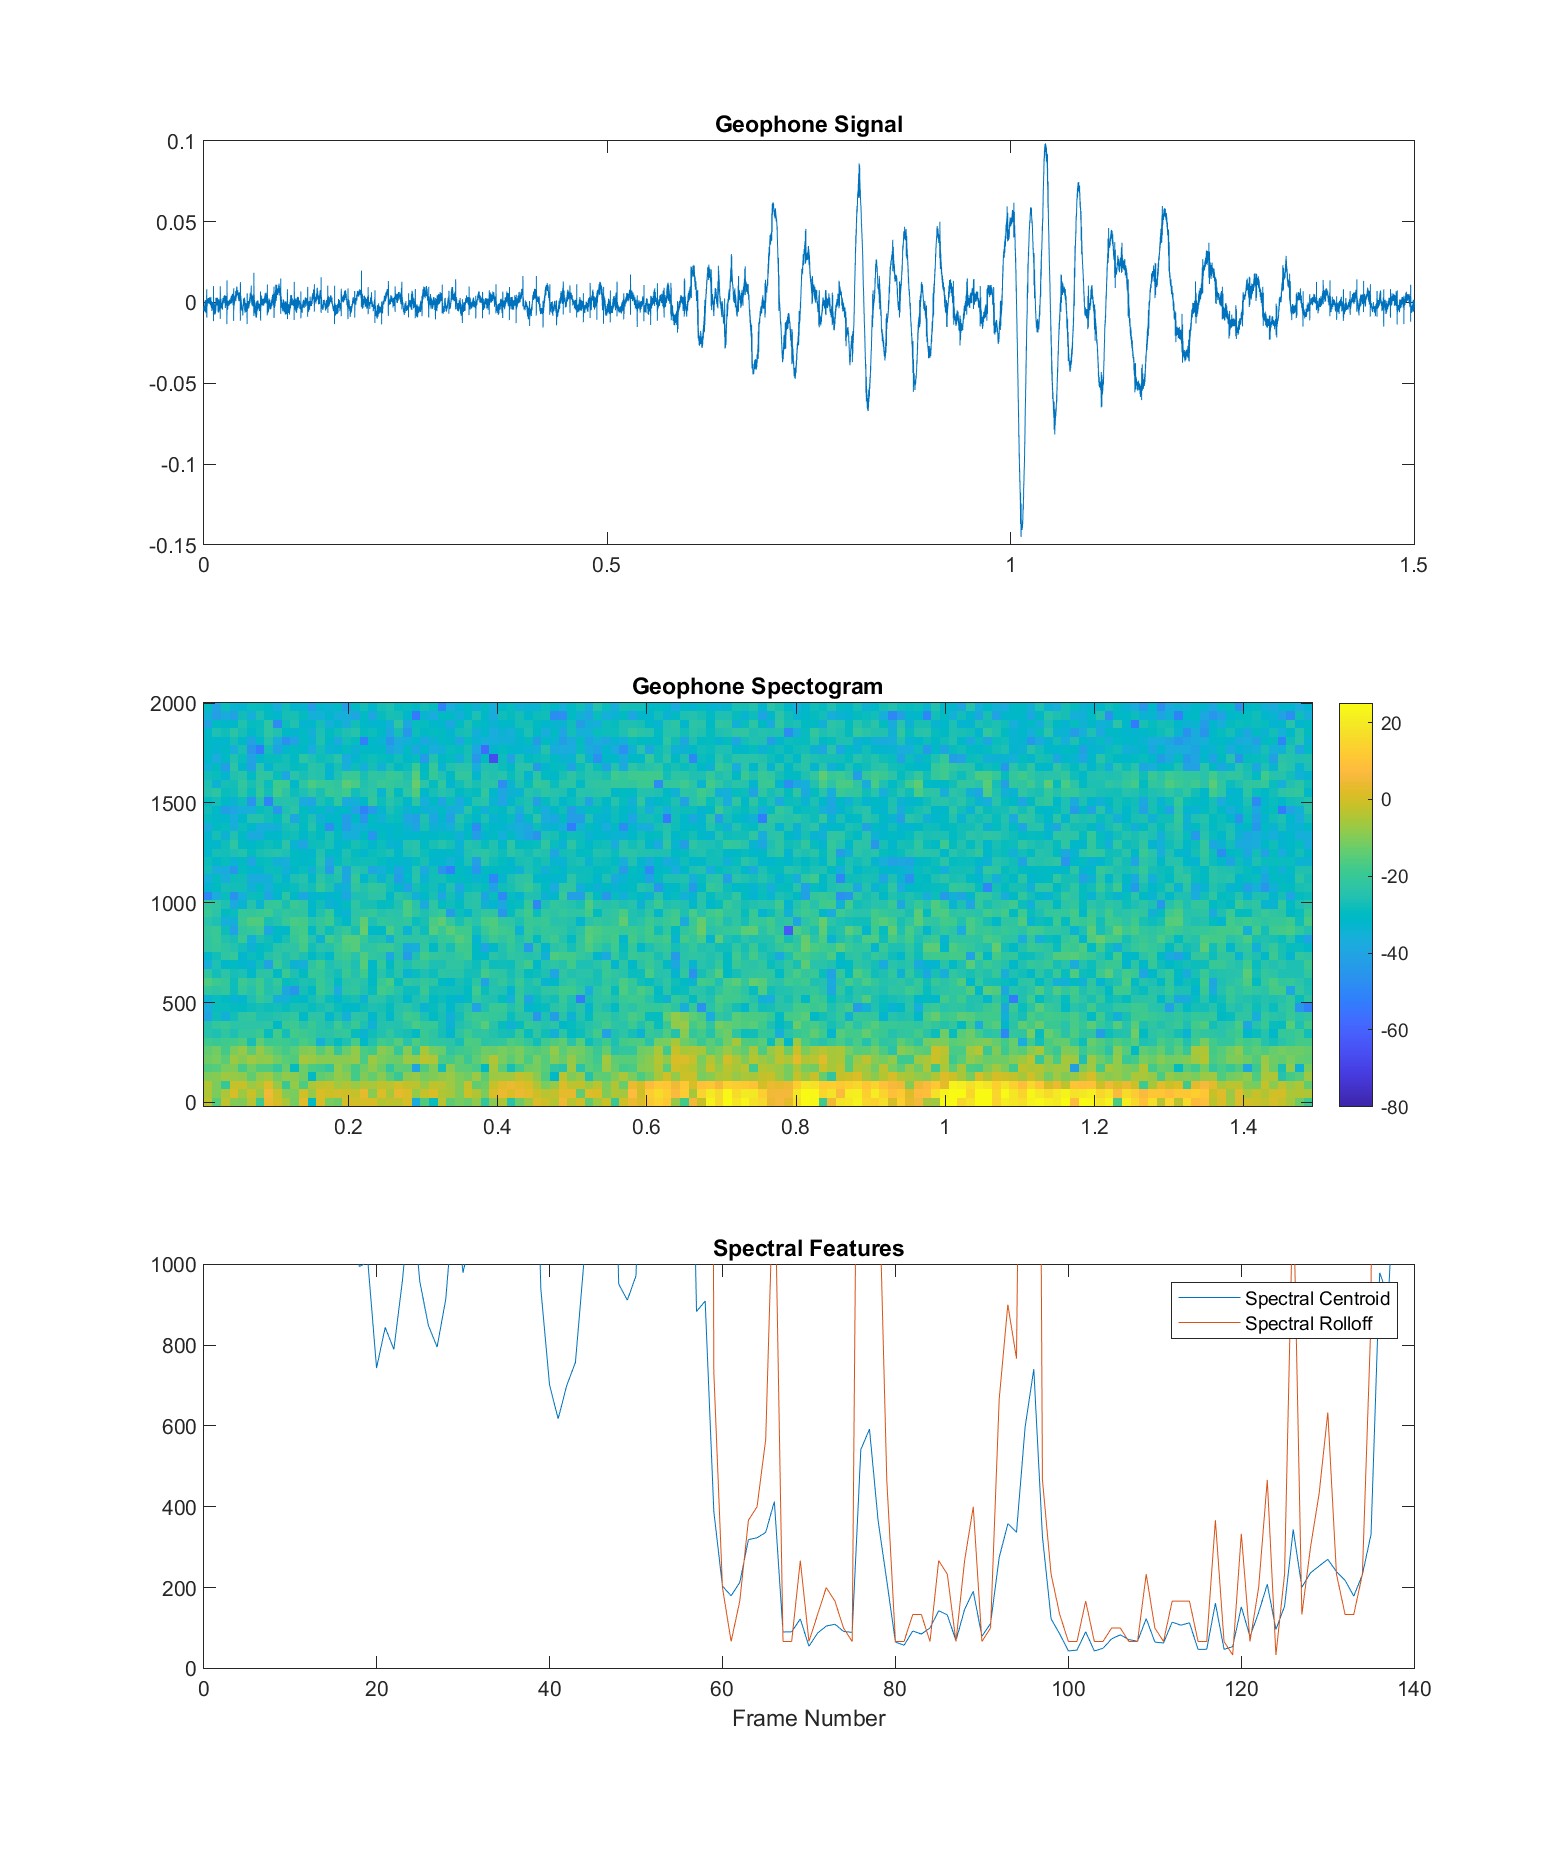 Geophone Signal
0.1
0.05
0
-0.05
-0.1
-0.15
0 0.5 1 1.5
Geophone Spectogram
2000
1500
1000
500
0
0.2 0.4 0.6 0.8 1 1.2 1.4
20
0
-20
-40
-60
-80
Spectral Features
1000
800
600
400
200
0
Spectral Centroid
Spectral Rolloff
0 20 40 60 80 100 120 140
Frame Number